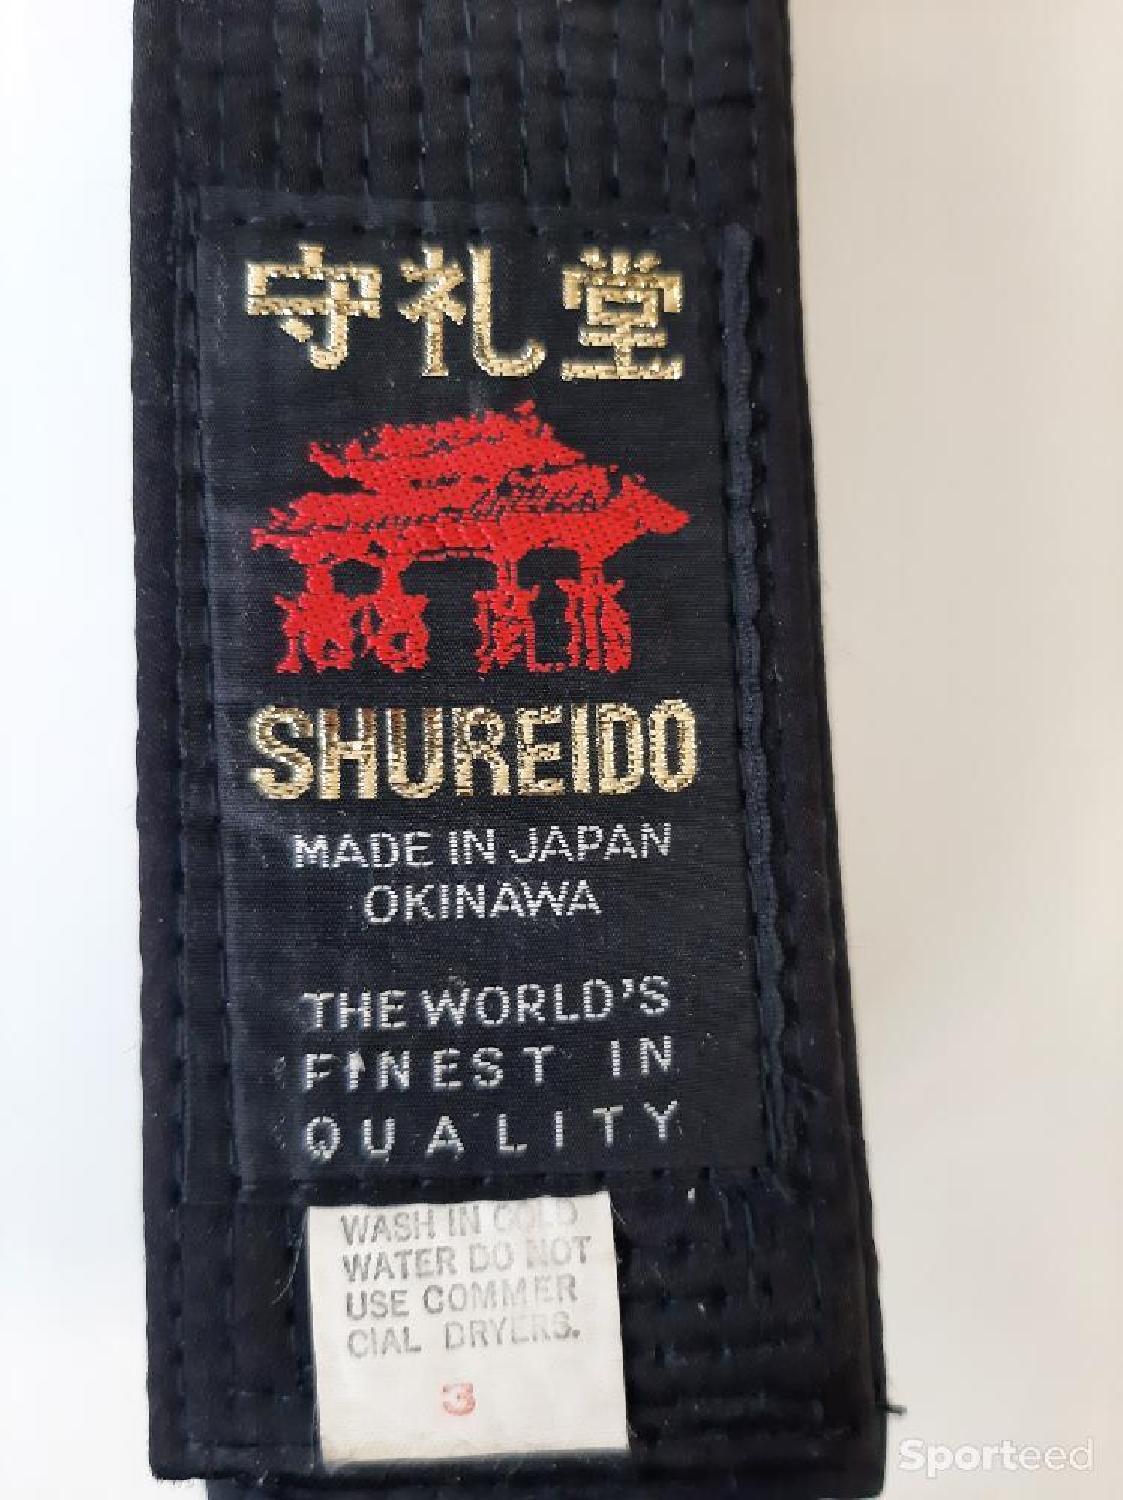 守礼堂
SHUREIDO
MADE IN JAPAN
OKINAWA
THE WORLD'S
FINEST IN
QUALITY
WASH IN COLD
WATER DO NOT
USE COMMER
CIAL DRYERS.
3
Sporteed